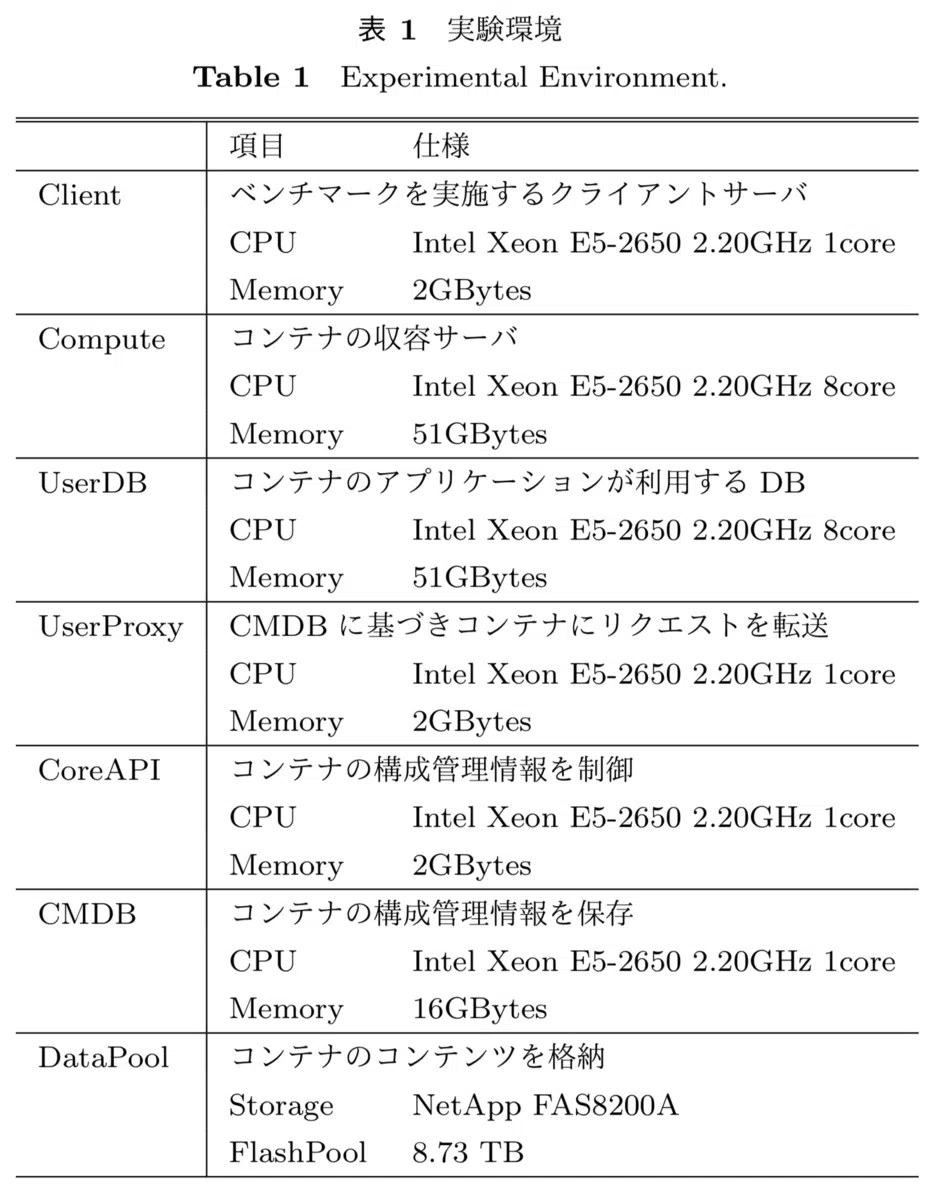 表 1 実験環境
Table 1 Experimental Environment.
項目 仕様
Client ベンチマークを実施するクライアントサーバ
CPU Intel Xeon E5-2650 2.20GHz 1core
Memory 2GBytes
Compute コンテナの収容サーバ
CPU Intel Xeon E5-2650 2.20GHz 8core
Memory 51GBytes
UserDB コンテナのアプリケーションが利用する DB
CPU Intel Xeon E5-2650 2.20GHz 8core
Memory 51GBytes
UserProxy CMDB に基づきコンテナにリクエストを転送
CPU Intel Xeon E5-2650 2.20GHz 1core
Memory 2GBytes
CoreAPI コンテナの構成管理情報を制御
CPU Intel Xeon E5-2650 2.20GHz 1core
Memory 2GBytes
CMDB コンテナの構成管理情報を保存
CPU Intel Xeon E5-2650 2.20GHz 1core
Memory 16GBytes
DataPool コンテナのコンテンツを格納
Storage NetApp FAS8200A
FlashPool 8.73 TB